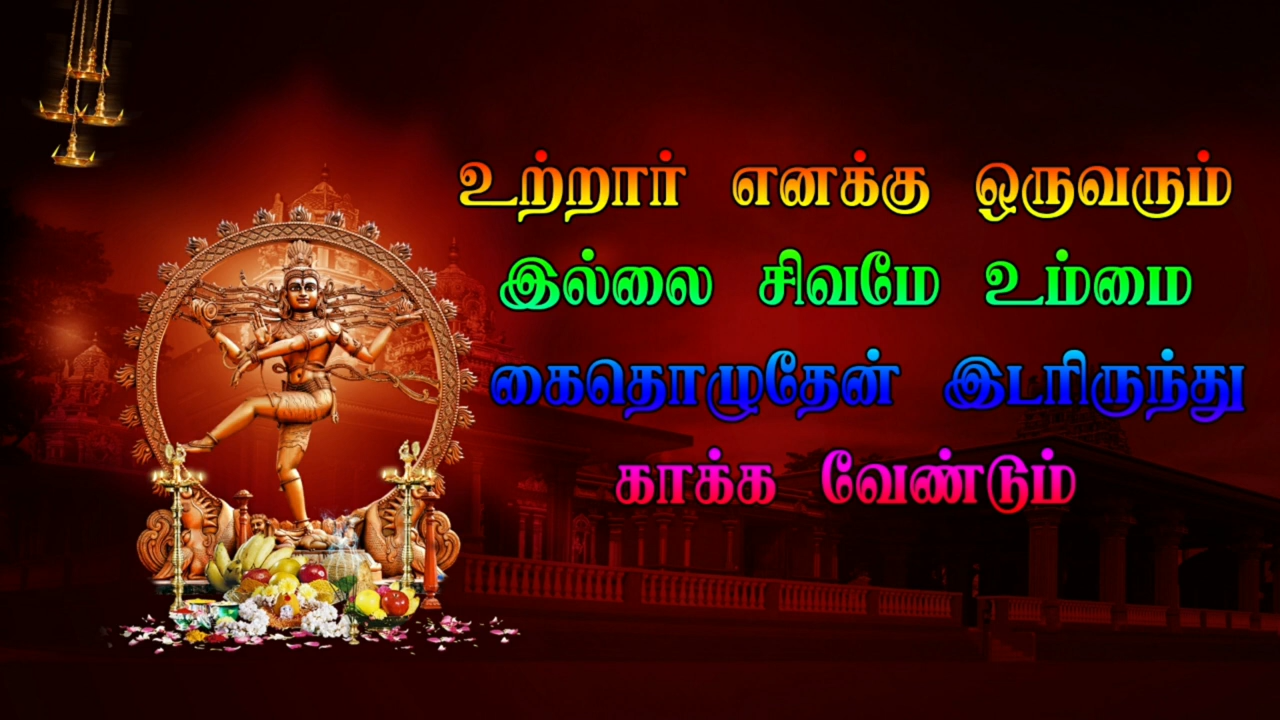 உற்றார் எனக்கு ஒருவரும்
இல்லை சிவமே உம்மை
கைதொழுதேன் இடரிருந்து
காக்க வேண்டும்